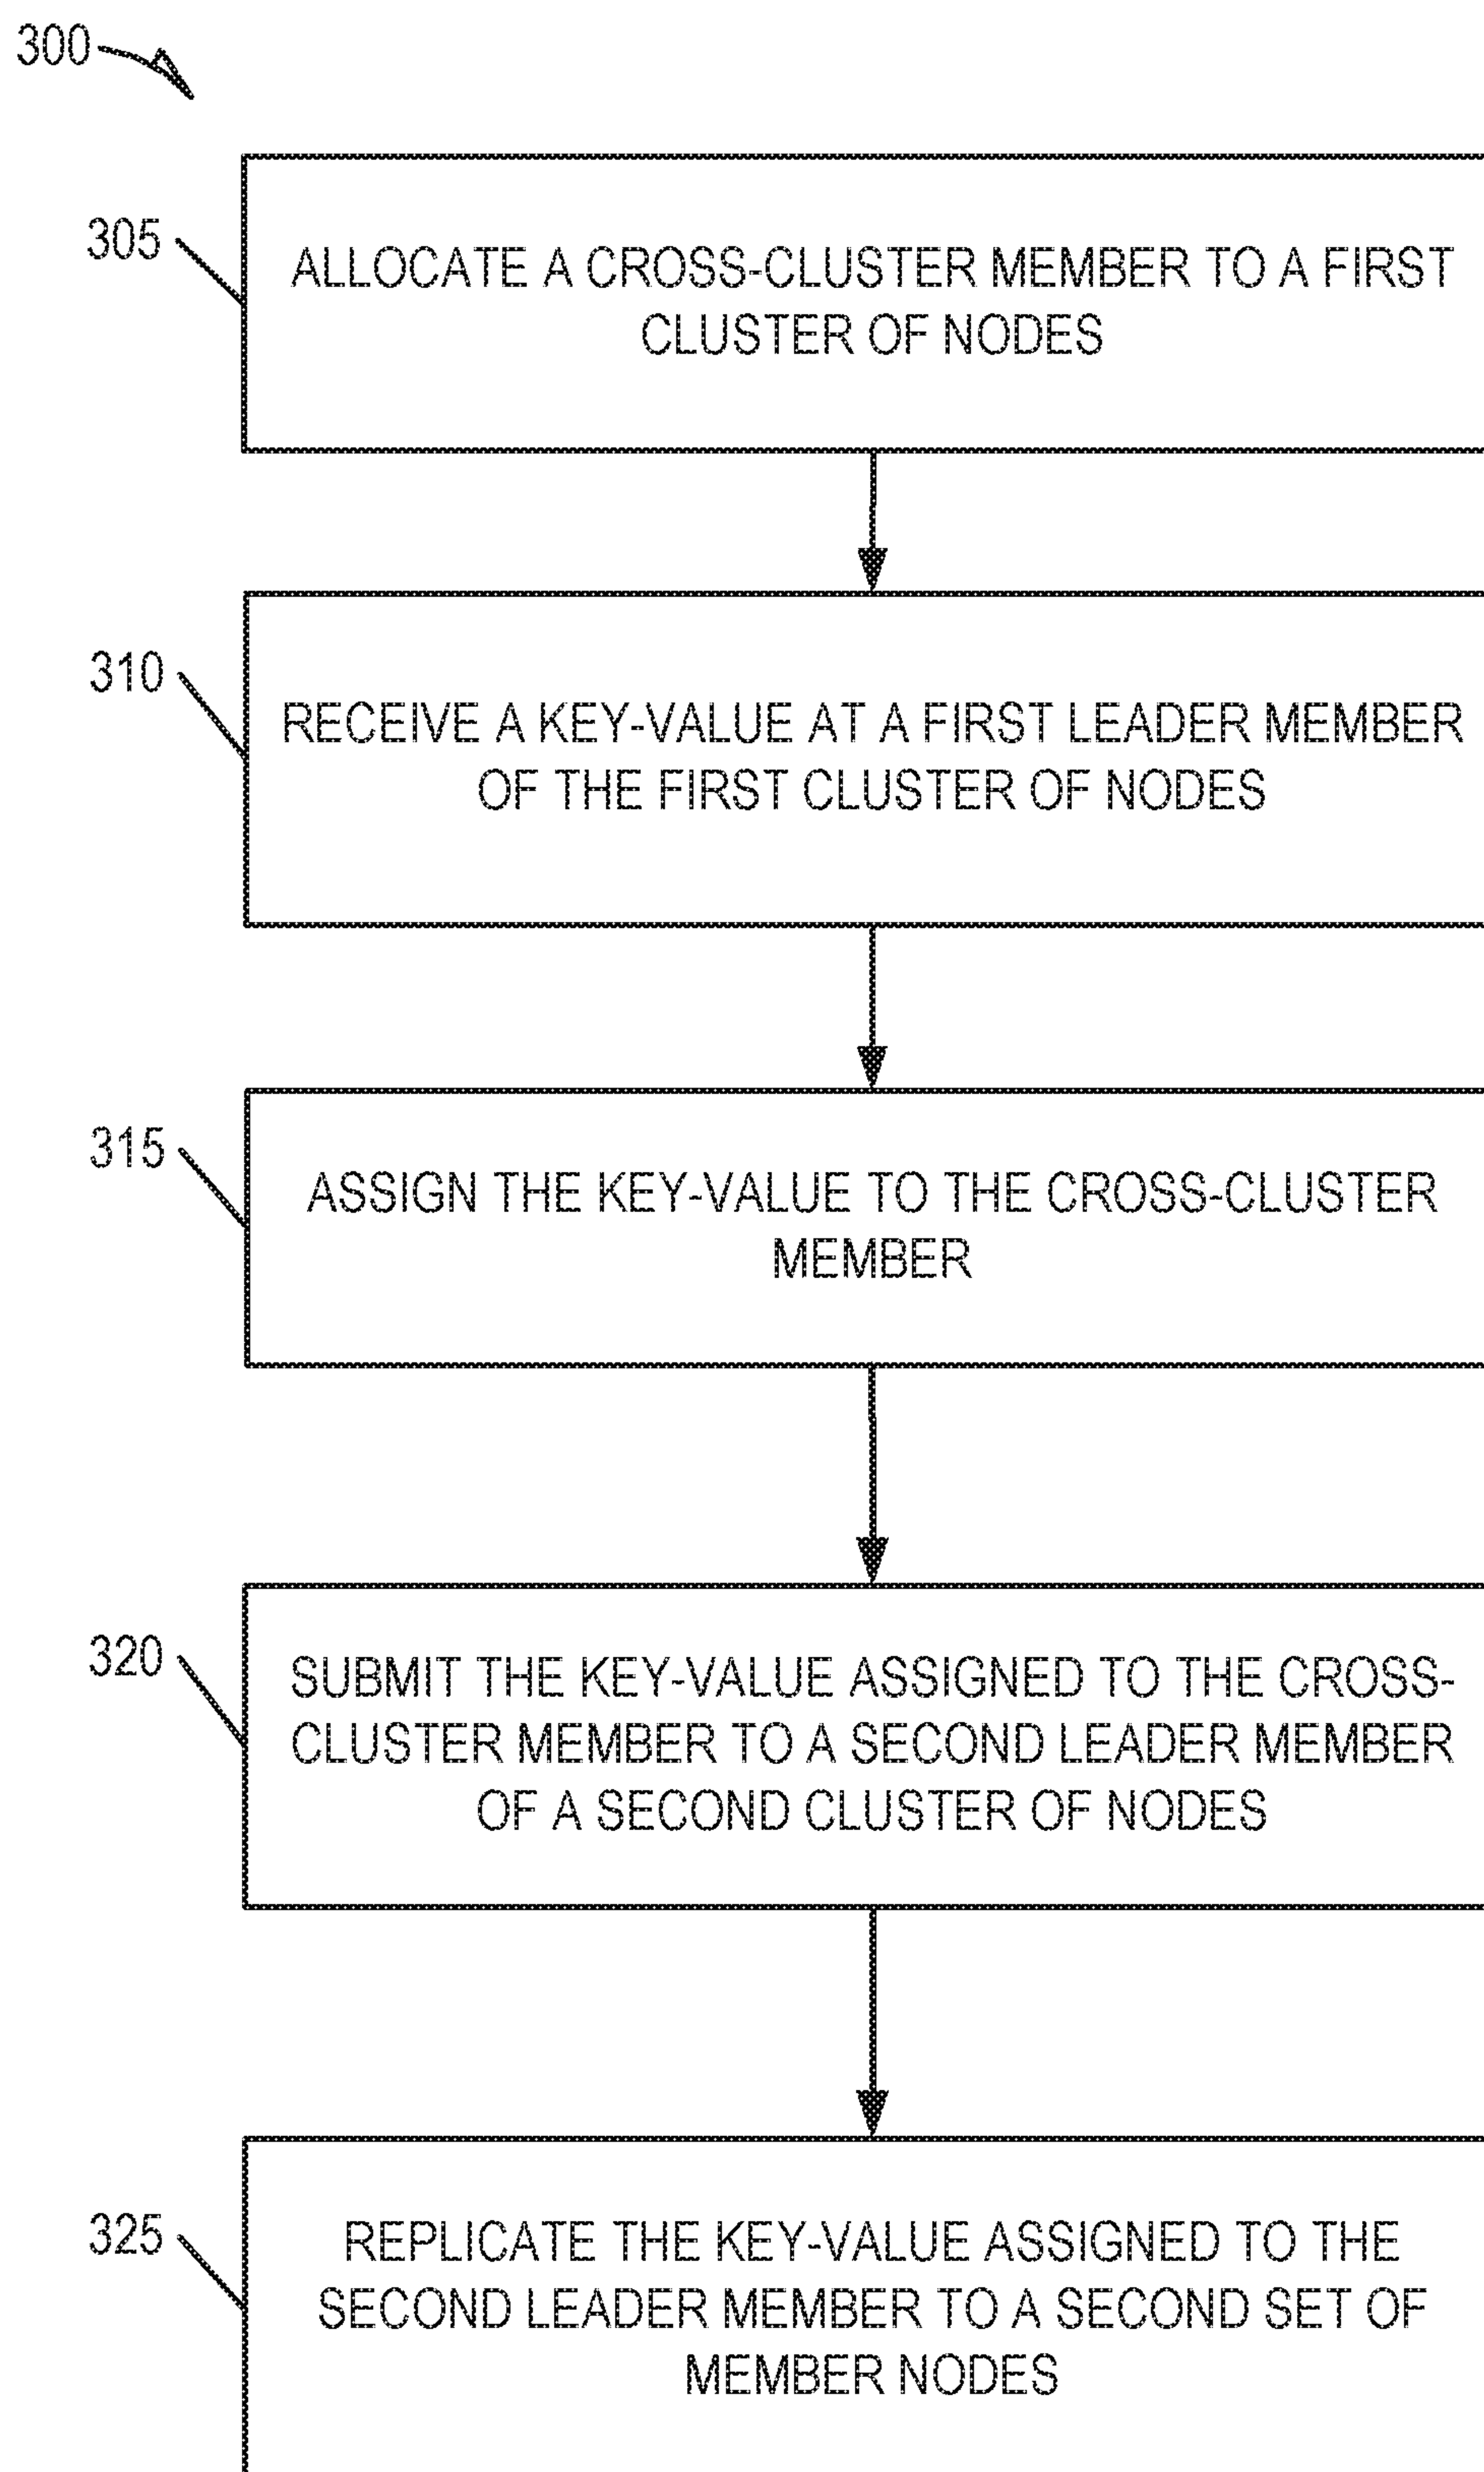 300
305
ALLOCATE A CROSS-CLUSTER MEMBER TO A FIRST
CLUSTER OF NODES
310
RECEIVE A KEY-VALUE AT A FIRST LEADER MEMBER
OF THE FIRST CLUSTER OF NODES
315
ASSIGN THE KEY-VALUE TO THE CROSS-CLUSTER
MEMBER
320
SUBMIT THE KEY-VALUE ASSIGNED TO THE CROSS-
CLUSTER MEMBER TO A SECOND LEADER MEMBER
OF A SECOND CLUSTER OF NODES
325
REPLICATE THE KEY-VALUE ASSIGNED TO THE
SECOND LEADER MEMBER TO A SECOND SET OF
MEMBER NODES